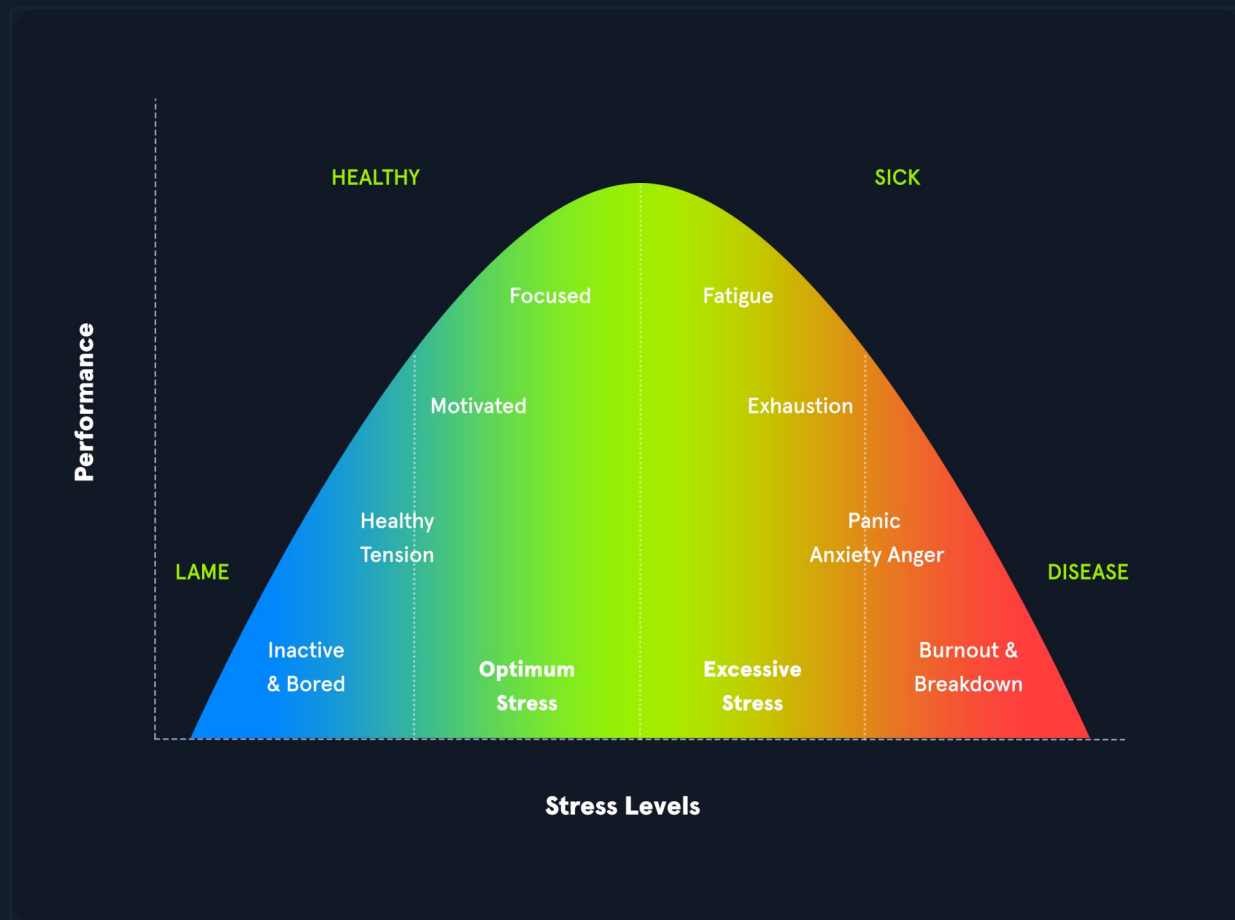 HEALTHY
SICK
Focused
Fatigue
Performance
Motivated
Exhaustion
Healthy
Tension
Panic
Anxiety Anger
LAME
DISEASE
Inactive
& Bored
Optimum
Stress
Excessive
Stress
Burnout &
Breakdown
Stress Levels